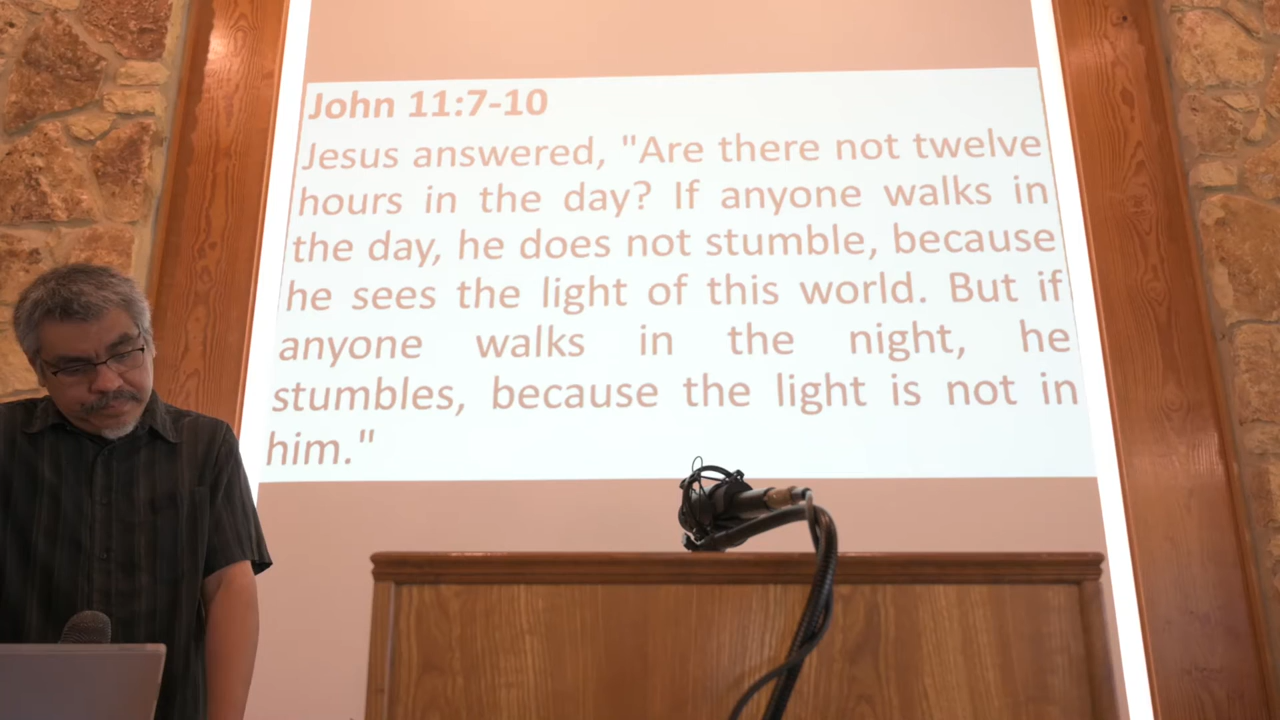 John 11:7-10
Jesus answered, "Are there not twelve
hours in the day? If anyone walks in
the day, he does not stumble, because
he sees the light of this world. But if
anyone walks in the night, he
stumbles, because the light is not in
him."